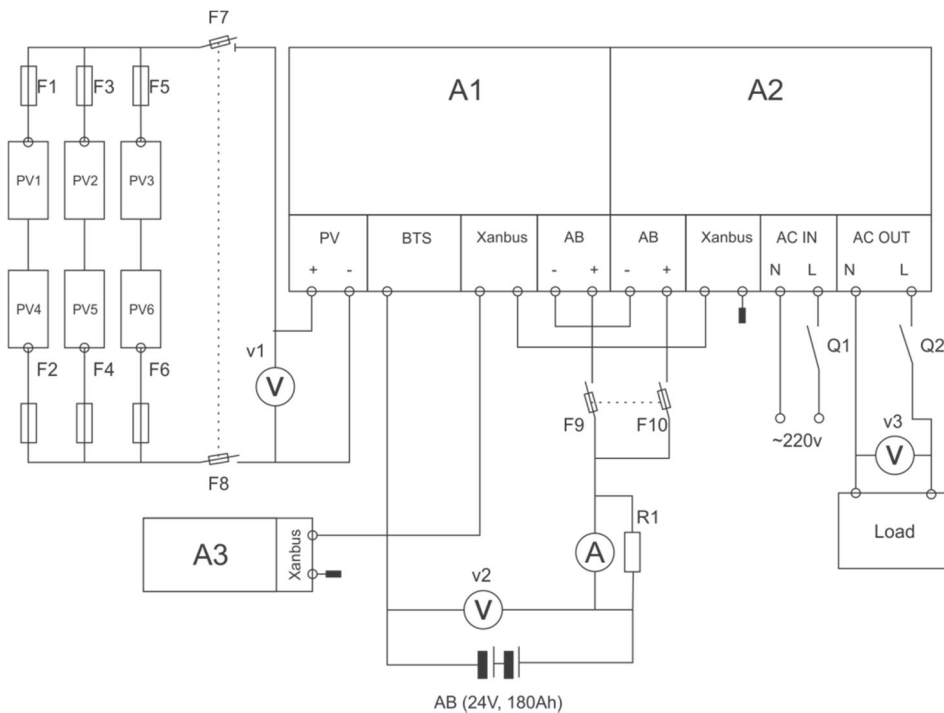 F7
F1 F3 F5
A1 A2
PV1 PV2 PV3
PV BTS Xanbus AB AB Xanbus AC IN AC OUT
+ - - + - + N L N L
PV4 PV5 PV6
v1
V
Q1 Q2
F2 F4 F6
F9 F10
v3
V
~220v
F8
R1
Load
A3
Xanbus
A
v2
V
AB (24V, 180Ah)